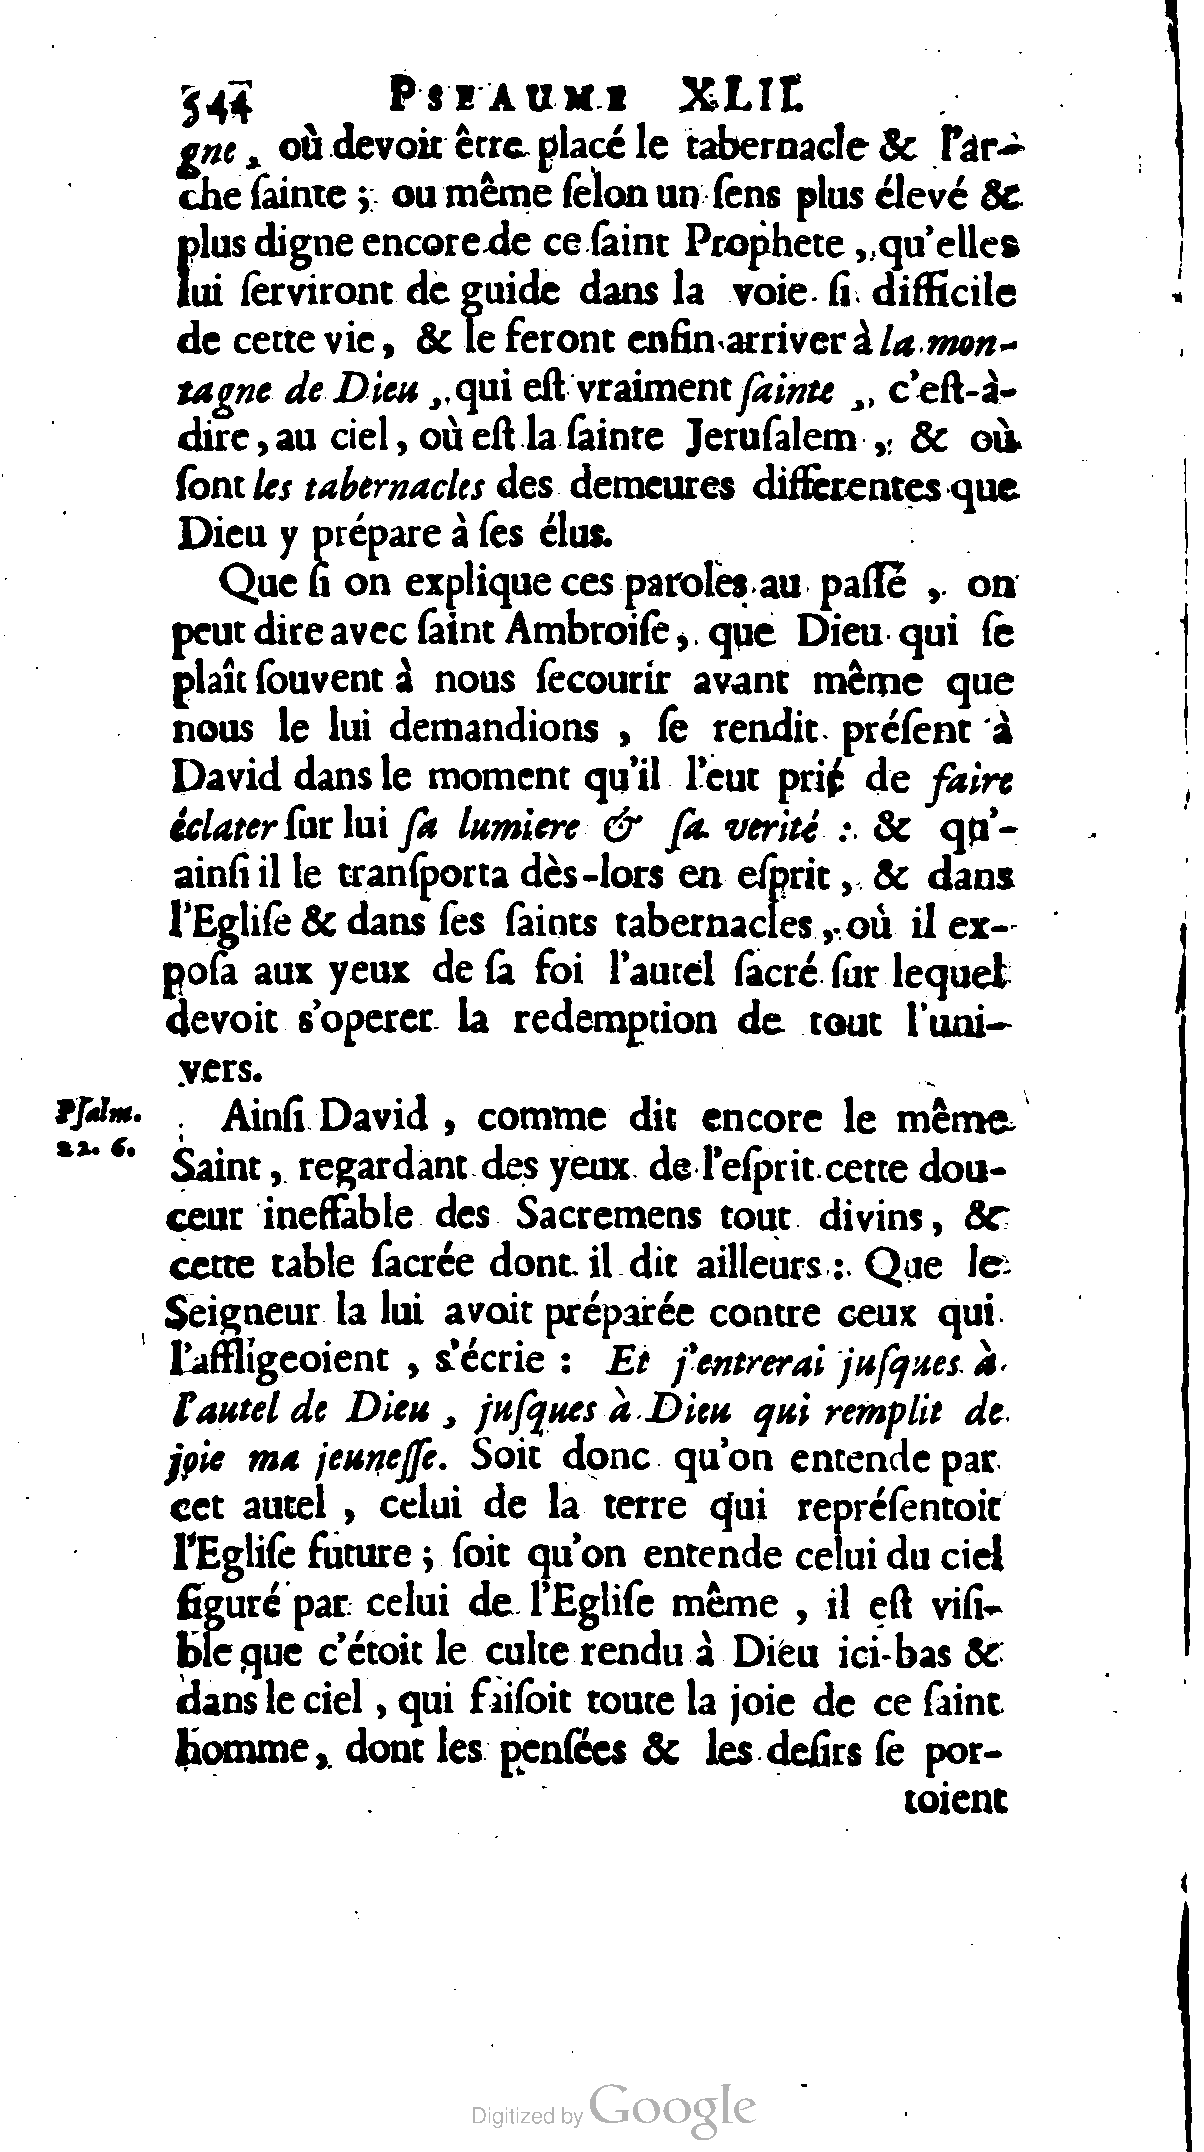 544 PSEAUME XLII.
gne, où devoit être placé le tabernacle & l'ar-
che ſainte ; ou même ſelon un ſens plus élevé &
plus digne encore de ce ſaint Prophete, qu'elles
lui ſerviront de guide dans la voie ſi difficile
de cette vie, & le feront enfin arriver à la mon-
tagne de Dieu, qui eſt vraiment ſainte, c'eſt-à-
dire, au ciel, où eſt la ſainte Jeruſalem, & où
ſont les tabernacles des demeures differentes que
Dieu y prépare à ſes élus.
Que ſi on explique ces paroles au paſſé, on
peut dire avec ſaint Ambroiſe, que Dieu qui ſe
plaît ſouvent à nous ſecourir avant même que
nous le lui demandions, ſe rendit préſent à
David dans le moment qu'il l'eut prié de faire
éclater ſur lui ſa lumiere & ſa verité : & qu'-
ainſi il le tranſporta dès-lors en eſprit, & dans
l'Egliſe & dans ſes ſaints tabernacles, où il ex-
poſa aux yeux de ſa foi l'autel ſacré ſur lequel
devoit s'operer la redemption de tout l'uni-
vers.
Pſalm.
22. 6.
Ainſi David, comme dit encore le même
Saint, regardant des yeux de l'eſprit cette dou-
ceur ineffable des Sacremens tout divins, &
cette table ſacrée dont il dit ailleurs : Que le
Seigneur la lui avoit préparée contre ceux qui
l'affligeoient, s'écrie : Et j'entrerai juſques à
l'autel de Dieu, juſques à Dieu qui remplit de
joie ma jeuneſſe. Soit donc qu'on entende par
cet autel, celui de la terre qui repréſentoit
l'Egliſe future ; ſoit qu'on entende celui du ciel
figuré par celui de l'Egliſe même, il eſt viſi-
ble que c'étoit le culte rendu à Dieu ici-bas &
dans le ciel, qui faiſoit toute la joie de ce ſaint
homme, dont les penſées & les deſirs ſe por-
toient
Digitized by Google